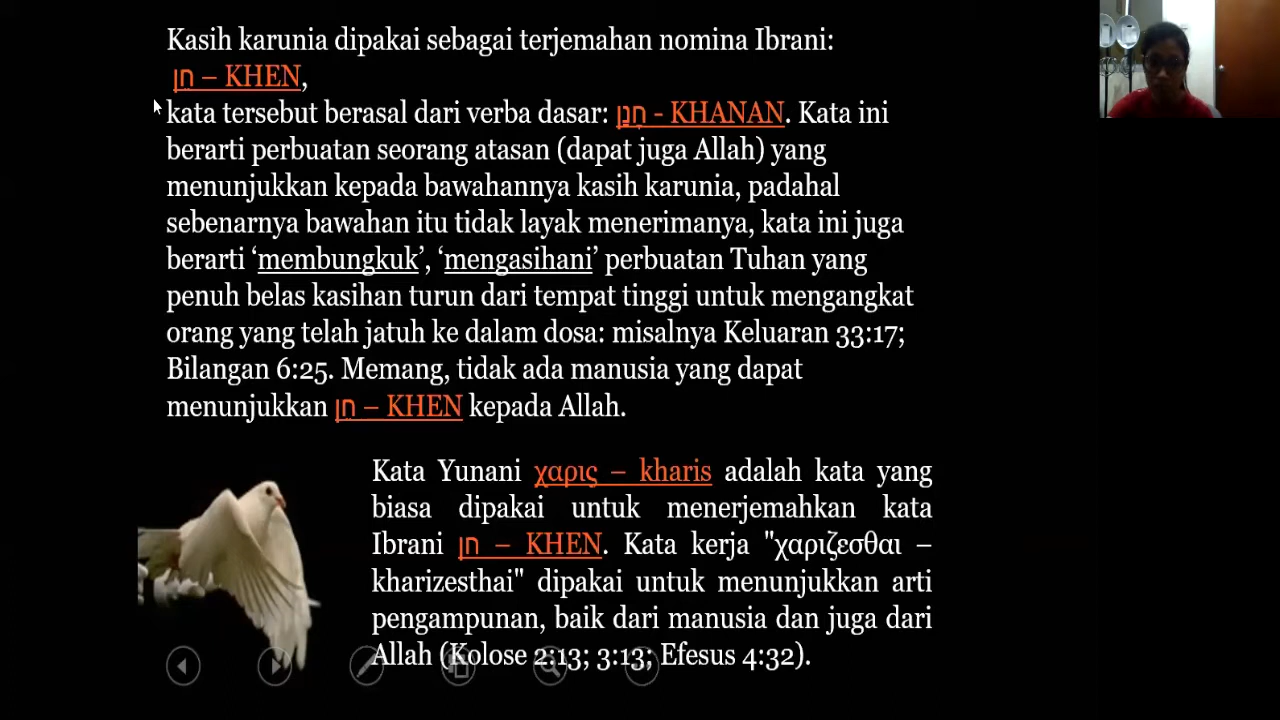 Kasih karunia dipakai sebagai terjemahan nomina Ibrani:
חֵן – KHEN,
kata tersebut berasal dari verba dasar: חָנַן - KHANAN. Kata ini
berarti perbuatan seorang atasan (dapat juga Allah) yang
menunjukkan kepada bawahannya kasih karunia, padahal
sebenarnya bawahan itu tidak layak menerimanya, kata ini juga
berarti ‘membungkuk’, ‘mengasihani’ perbuatan Tuhan yang
penuh belas kasihan turun dari tempat tinggi untuk mengangkat
orang yang telah jatuh ke dalam dosa: misalnya Keluaran 33:17;
Bilangan 6:25. Memang, tidak ada manusia yang dapat
menunjukkan חֵן – KHEN kepada Allah.
Kata Yunani χαρις – kharis adalah kata yang
biasa dipakai untuk menerjemahkan kata
Ibrani חן – KHEN. Kata kerja "χαριζεσθαι –
kharizesthai" dipakai untuk menunjukkan arti
pengampunan, baik dari manusia dan juga dari
Allah (Kolose 2:13; 3:13; Efesus 4:32).